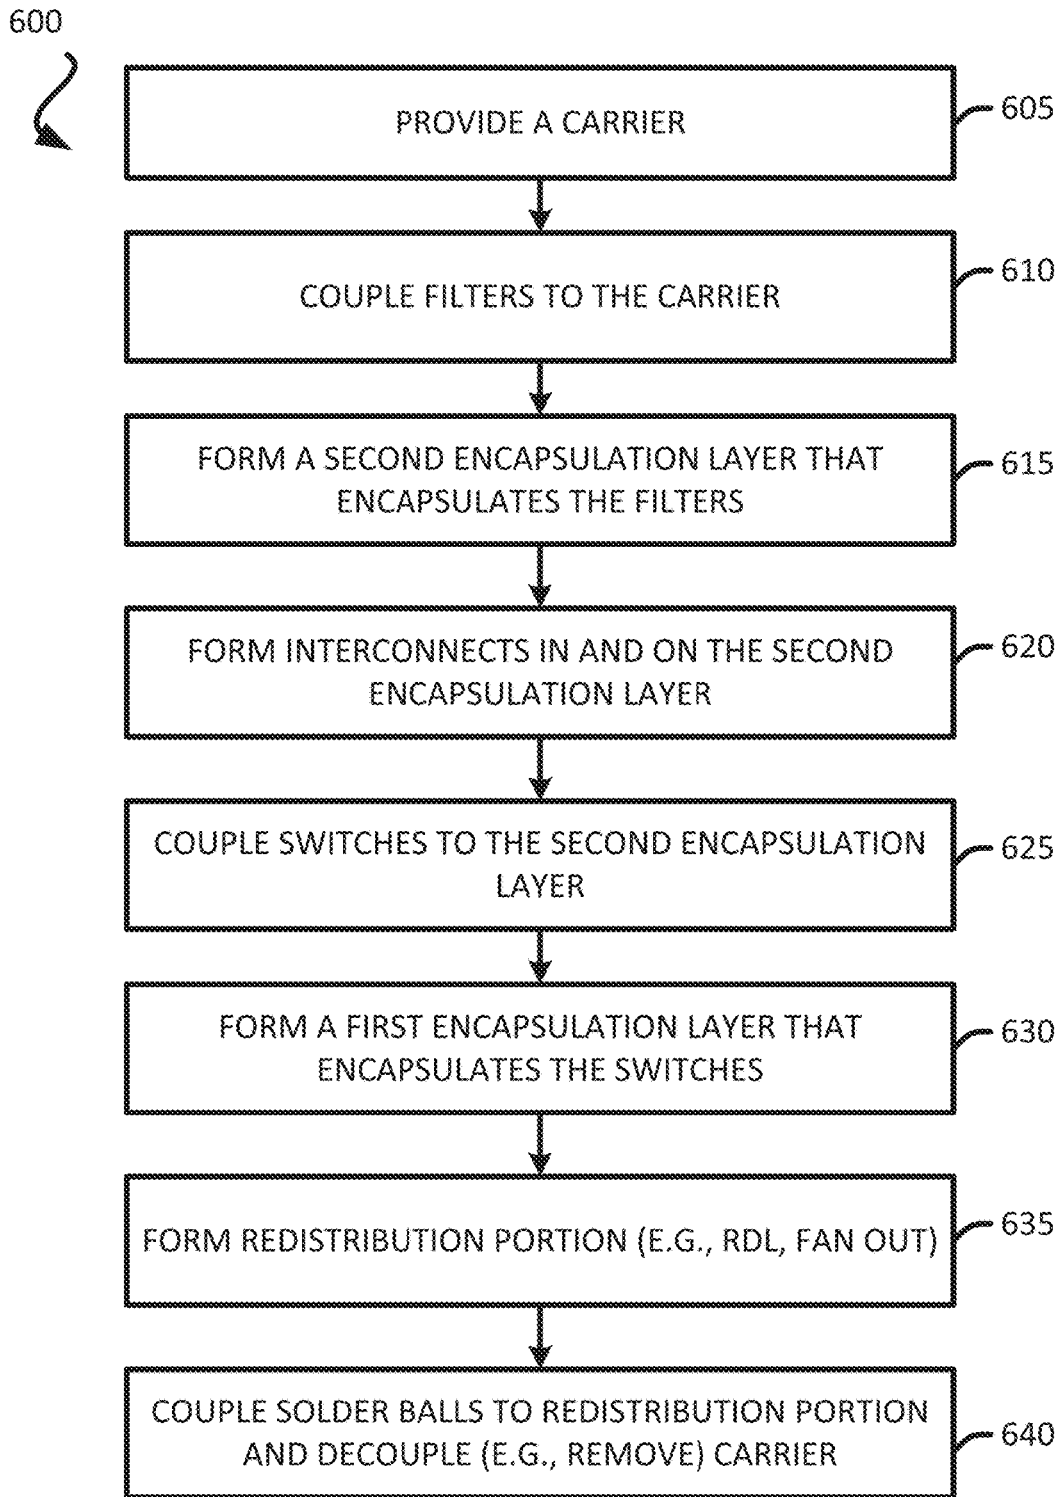 600
PROVIDE A CARRIER
605
COUPLE FILTERS TO THE CARRIER
610
FORM A SECOND ENCAPSULATION LAYER THAT
ENCAPSULATES THE FILTERS
615
FORM INTERCONNECTS IN AND ON THE SECOND
ENCAPSULATION LAYER
620
COUPLE SWITCHES TO THE SECOND ENCAPSULATION
LAYER
625
FORM A FIRST ENCAPSULATION LAYER THAT
ENCAPSULATES THE SWITCHES
630
FORM REDISTRIBUTION PORTION (E.G., RDL, FAN OUT)
635
COUPLE SOLDER BALLS TO REDISTRIBUTION PORTION
AND DECOUPLE (E.G., REMOVE) CARRIER
640